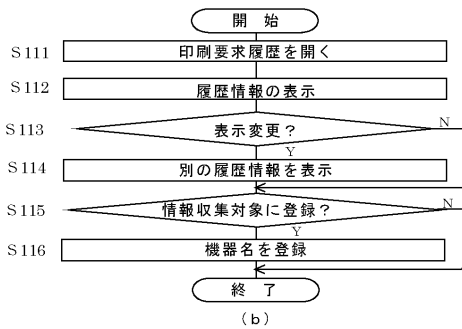 開 始
S111 印刷要求履歴を開く
S112 履歴情報の表示
S113 表示変更？ N
Y
S114 別の履歴情報を表示
S115 情報収集対象に登録？ N
Y
S116 機器名を登録
終 了
(b)